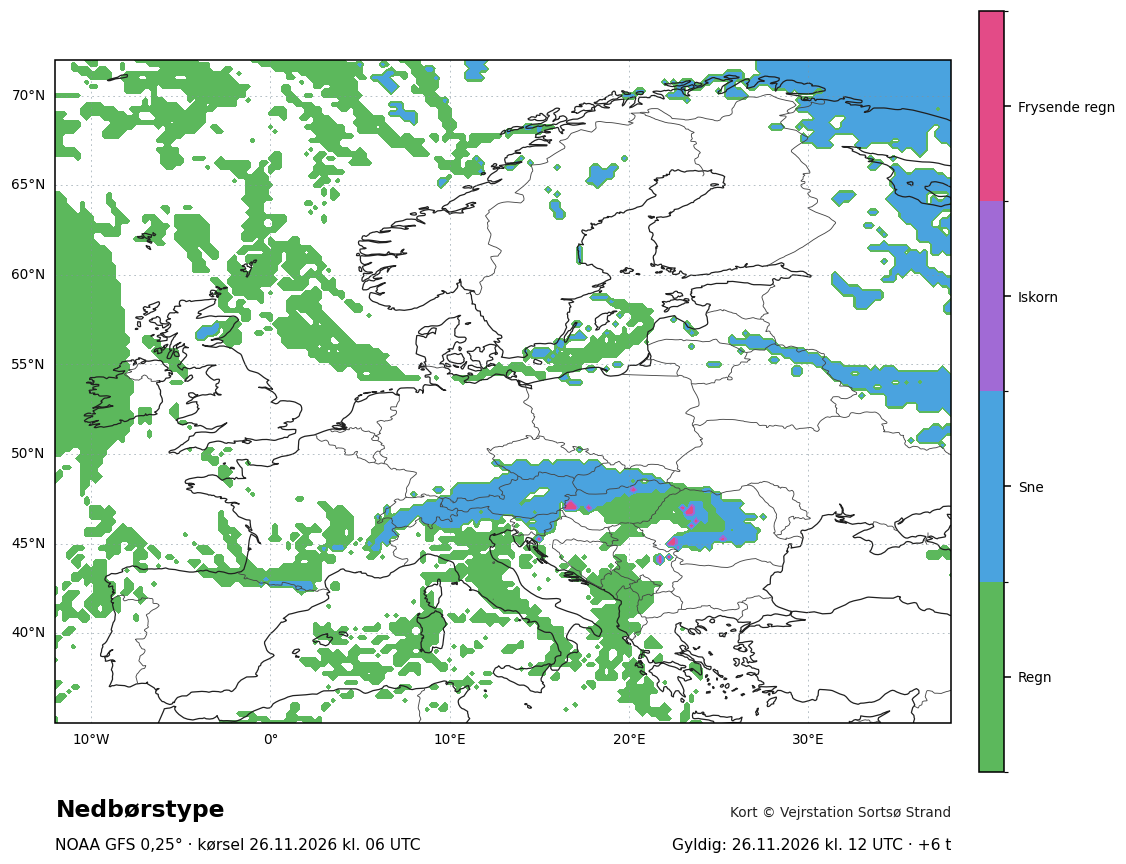 70°N
65°N
60°N
55°N
50°N
45°N
40°N
10°W
0°
10°E
20°E
30°E
Frysende regn
Iskorn
Sne
Regn
Nedbørstype
Kort © Vejrstation Sortsø Strand
NOAA GFS 0,25° · kørsel 26.11.2026 kl. 06 UTC
Gyldig: 26.11.2026 kl. 12 UTC · +6 t